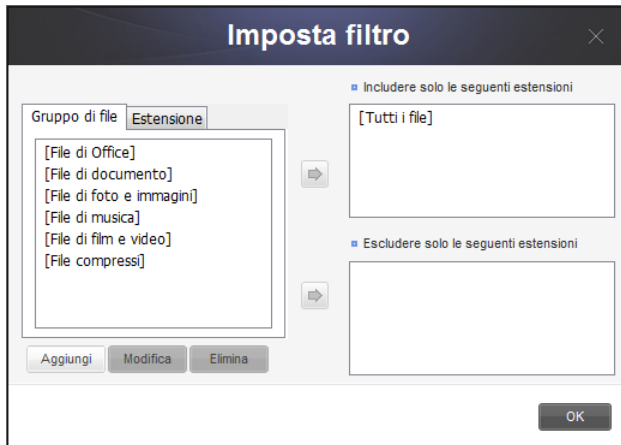 Imposta filtro
Gruppo di file
Estensione
[File di Office]
[File di documento]
[File di foto e immagini]
[File di musica]
[File di film e video]
[File compressi]
Aggiungi
Modifica
Elimina
Includere solo le seguenti estensioni
[Tutti i file]
Escludere solo le seguenti estensioni
OK